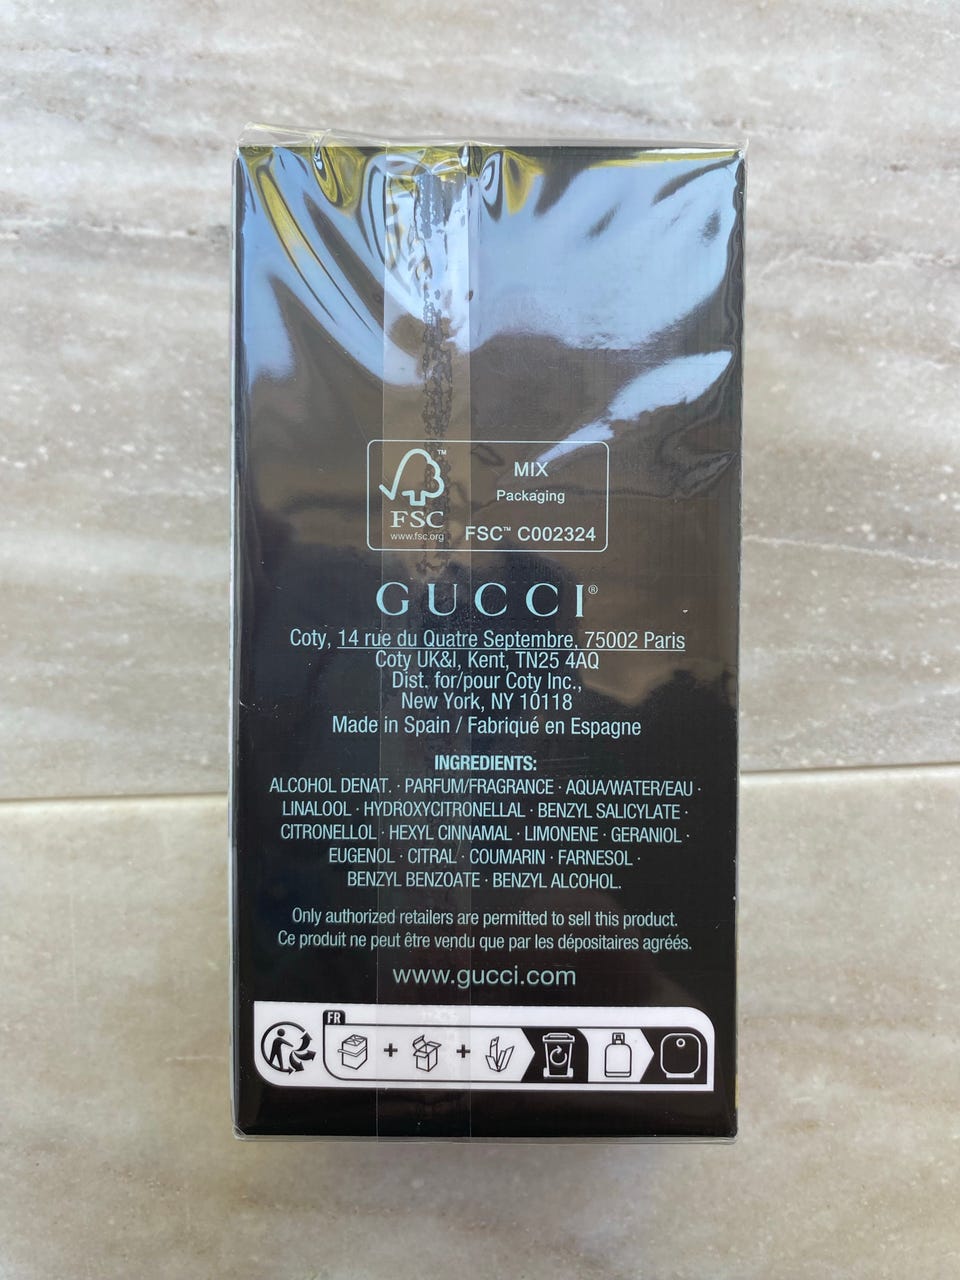 ™
MIX
Packaging
FSC
www.fsc.org
FSC™ C002324
GUCCI®
Coty, 14 rue du Quatre Septembre, 75002 Paris
Coty UK&I, Kent, TN25 4AQ
Dist. for/pour Coty Inc.,
New York, NY 10118
Made in Spain / Fabriqué en Espagne
INGREDIENTS:
ALCOHOL DENAT. · PARFUM/FRAGRANCE · AQUA/WATER/EAU ·
LINALOOL · HYDROXYCITRONELLAL · BENZYL SALICYLATE ·
CITRONELLOL · HEXYL CINNAMAL · LIMONENE · GERANIOL ·
EUGENOL · CITRAL · COUMARIN · FARNESOL ·
BENZYL BENZOATE · BENZYL ALCOHOL.
Only authorized retailers are permitted to sell this product.
Ce produit ne peut être vendu que par les dépositaires agréés.
www.gucci.com
FR
+ +